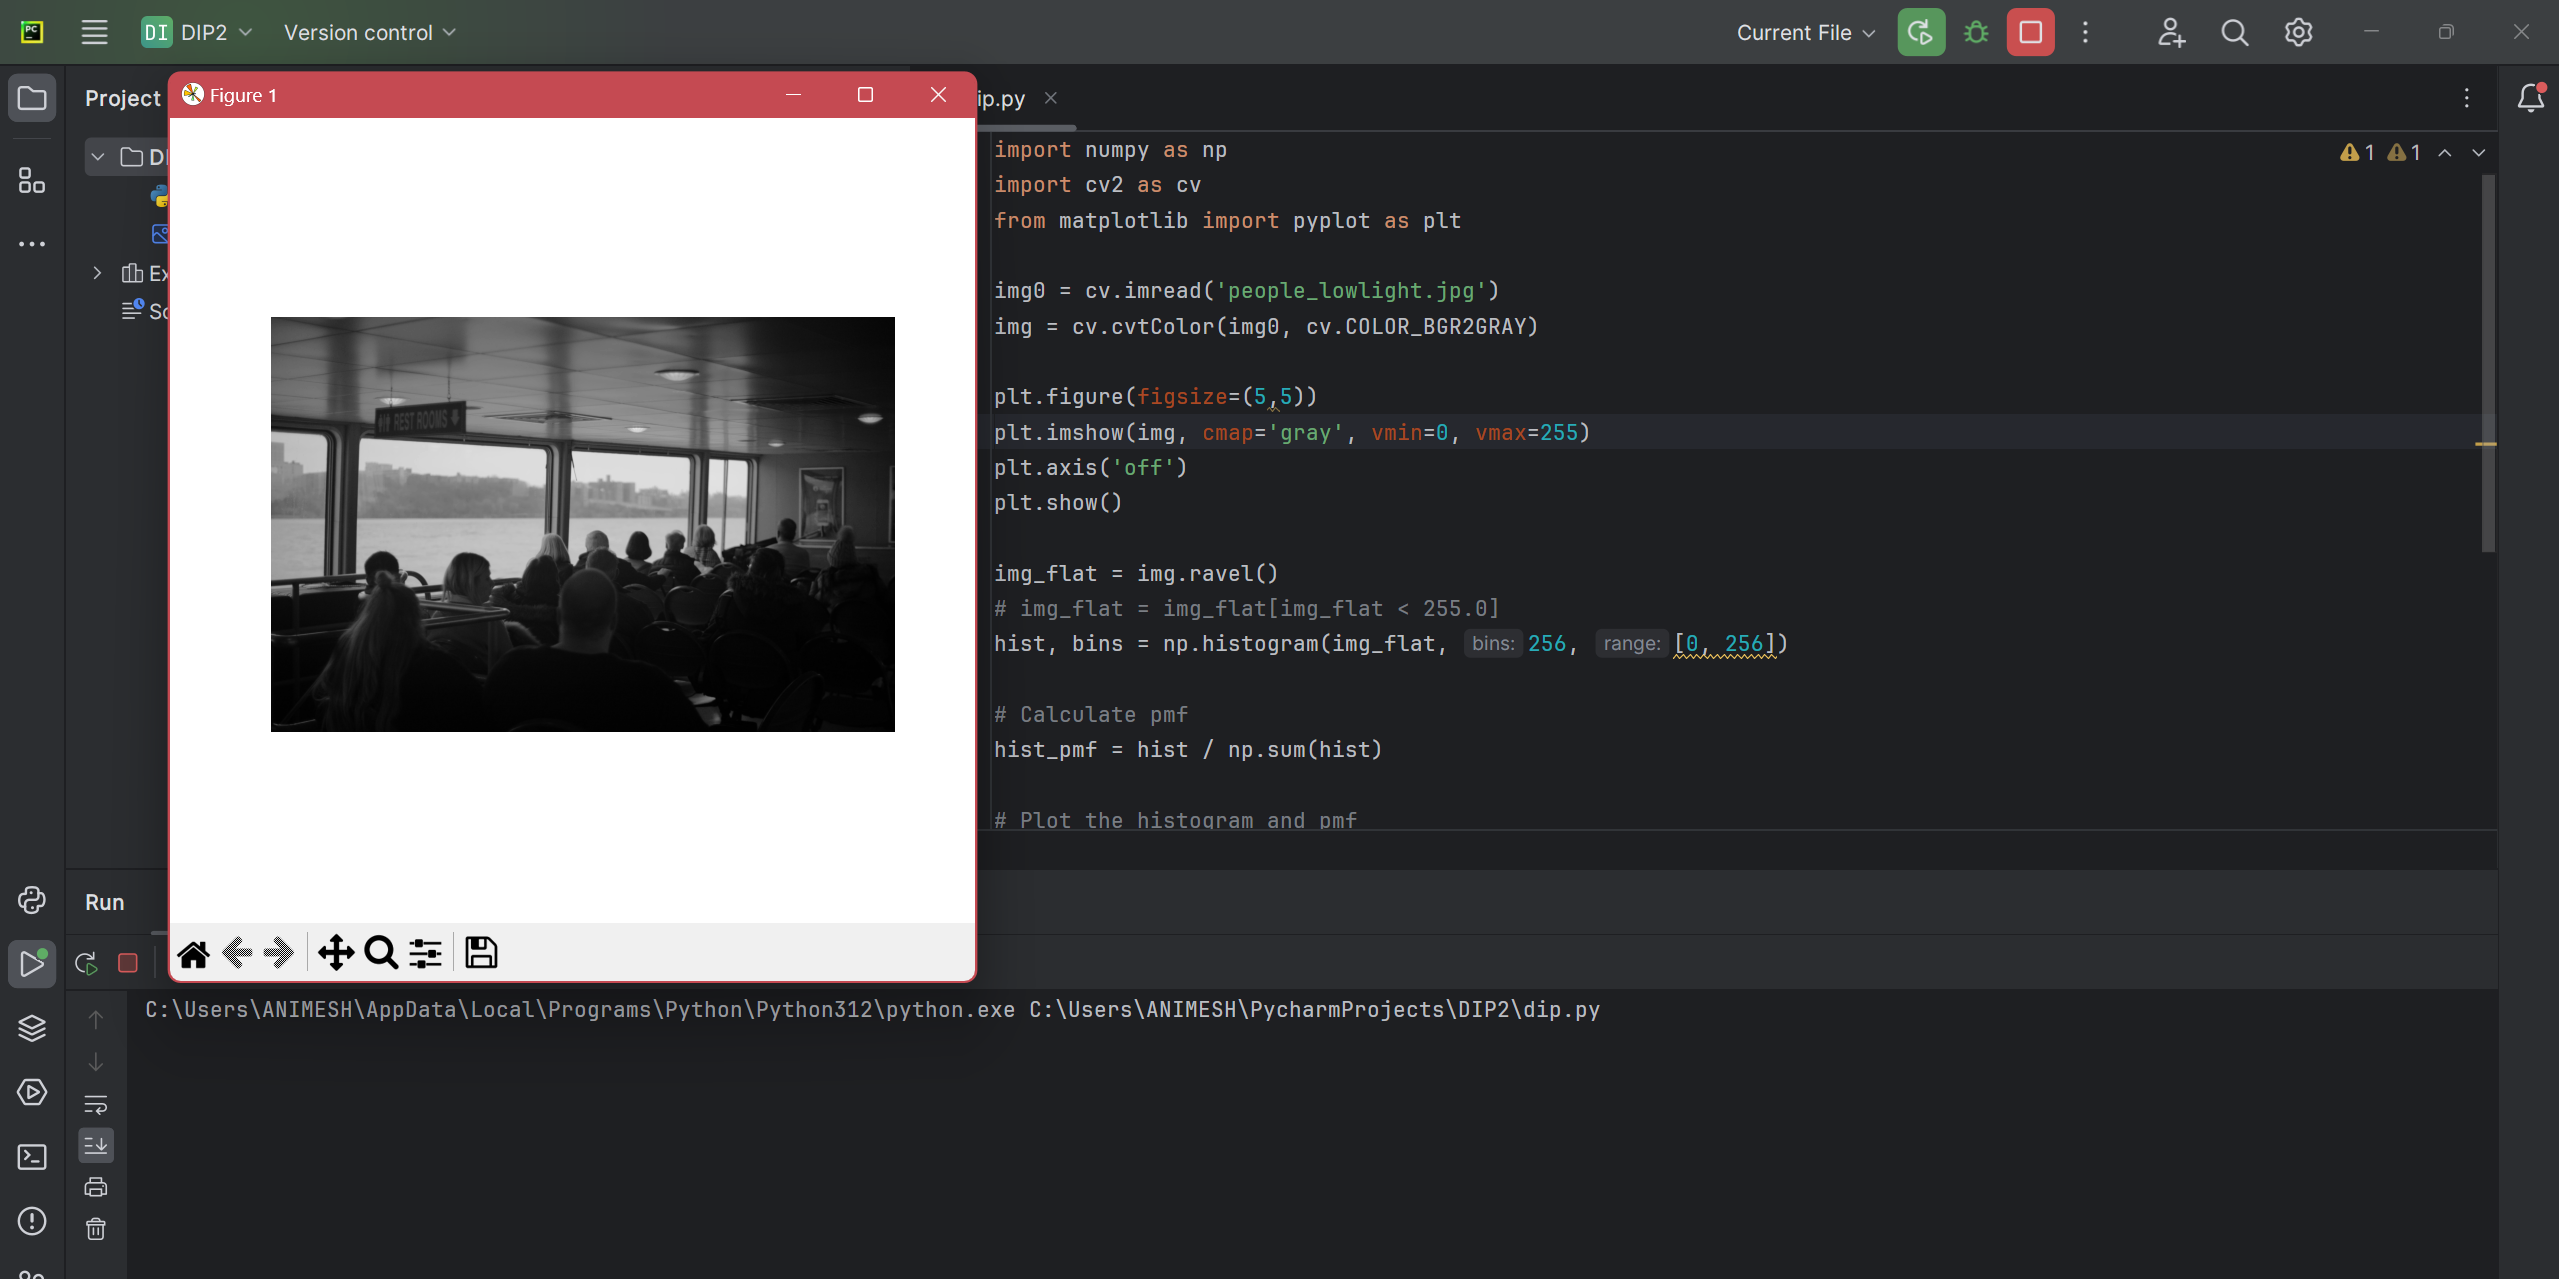 PC
DI DIP2
Version control
Current File
Project
Figure 1
ip.py
DI
Ex
Sc
REST ROOMS
1 1
import numpy as np
import cv2 as cv
from matplotlib import pyplot as plt
img0 = cv.imread('people_lowlight.jpg')
img = cv.cvtColor(img0, cv.COLOR_BGR2GRAY)
plt.figure(figsize=(5,5))
plt.imshow(img, cmap='gray', vmin=0, vmax=255)
plt.axis('off')
plt.show()
img_flat = img.ravel()
# img_flat = img_flat[img_flat < 255.0]
hist, bins = np.histogram(img_flat, bins: 256, range: [0, 256])
# Calculate pmf
hist_pmf = hist / np.sum(hist)
# Plot the histogram and pmf
Run
C:\Users\ANIMESH\AppData\Local\Programs\Python\Python312\python.exe C:\Users\ANIMESH\PycharmProjects\DIP2\dip.py